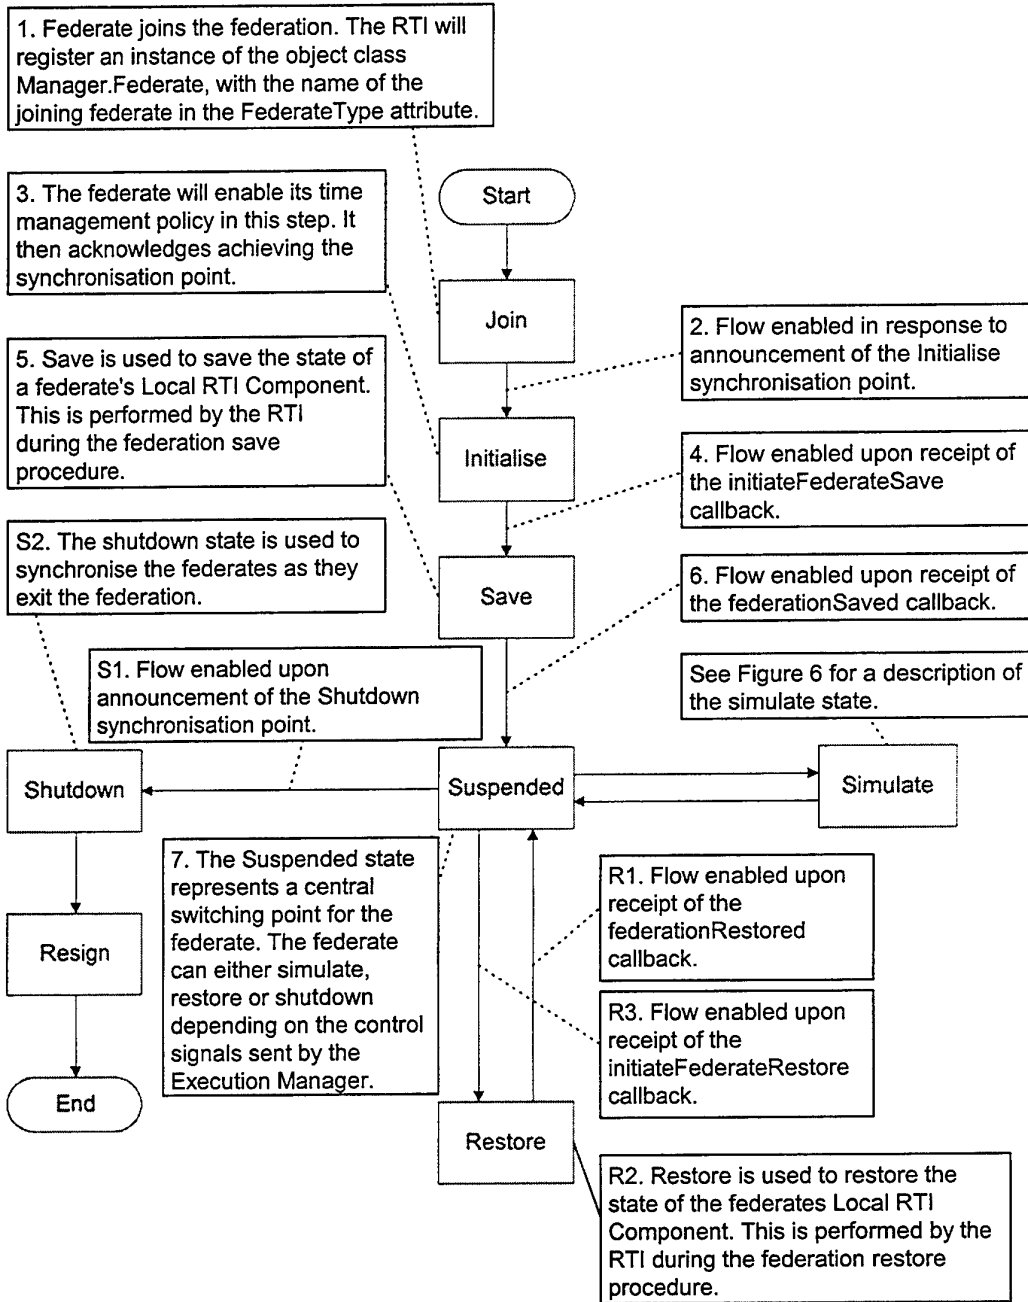 1. Federate joins the federation. The RTI will
register an instance of the object class
Manager.Federate, with the name of the
joining federate in the FederateType attribute.
3. The federate will enable its time
management policy in this step. It
then acknowledges achieving the
synchronisation point.
Start
Join
2. Flow enabled in response to
announcement of the Initialise
synchronisation point.
5. Save is used to save the state of
a federate's Local RTI Component.
This is performed by the RTI
during the federation save
procedure.
Initialise
4. Flow enabled upon receipt of
the initiateFederateSave
callback.
S2. The shutdown state is used to
synchronise the federates as they
exit the federation.
Save
6. Flow enabled upon receipt of
the federationSaved callback.
S1. Flow enabled upon
announcement of the Shutdown
synchronisation point.
See Figure 6 for a description of
the simulate state.
Shutdown
Suspended
Simulate
7. The Suspended state
represents a central
switching point for the
federate. The federate
can either simulate,
restore or shutdown
depending on the control
signals sent by the
Execution Manager.
R1. Flow enabled upon
receipt of the
federationRestored
callback.
Resign
R3. Flow enabled upon
receipt of the
initiateFederateRestore
callback.
End
Restore
R2. Restore is used to restore the
state of the federates Local RTI
Component. This is performed by the
RTI during the federation restore
procedure.